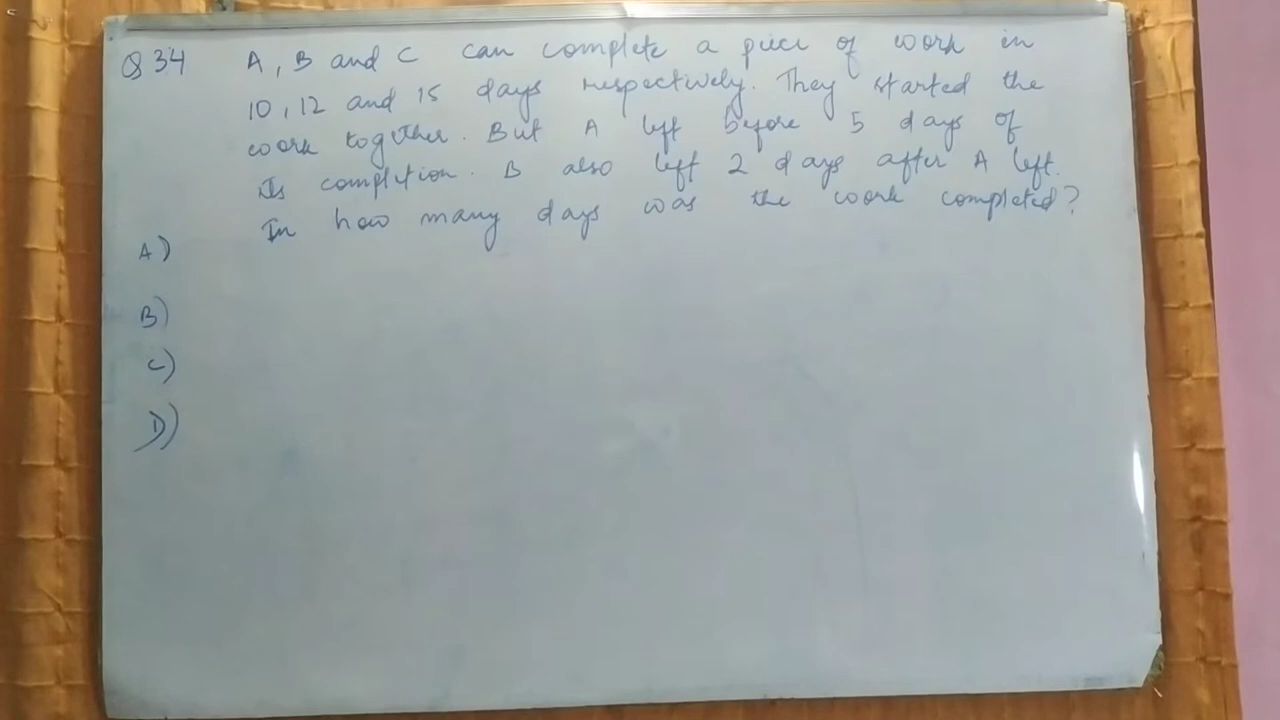 Q 34 A, B and C can complete a piece of work in
10, 12 and 15 days respectively. They started the
work together. But A left before 5 days of
its completion. B also left 2 days after A left.
In how many days was the work completed?
A)
B)
C)
D)